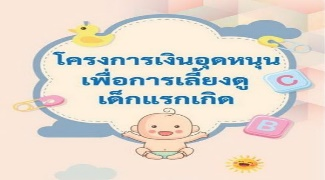 โครงการเงินอุดหนุน
เพื่อการเลี้ยงดู
เด็กแรกเกิด
C
B